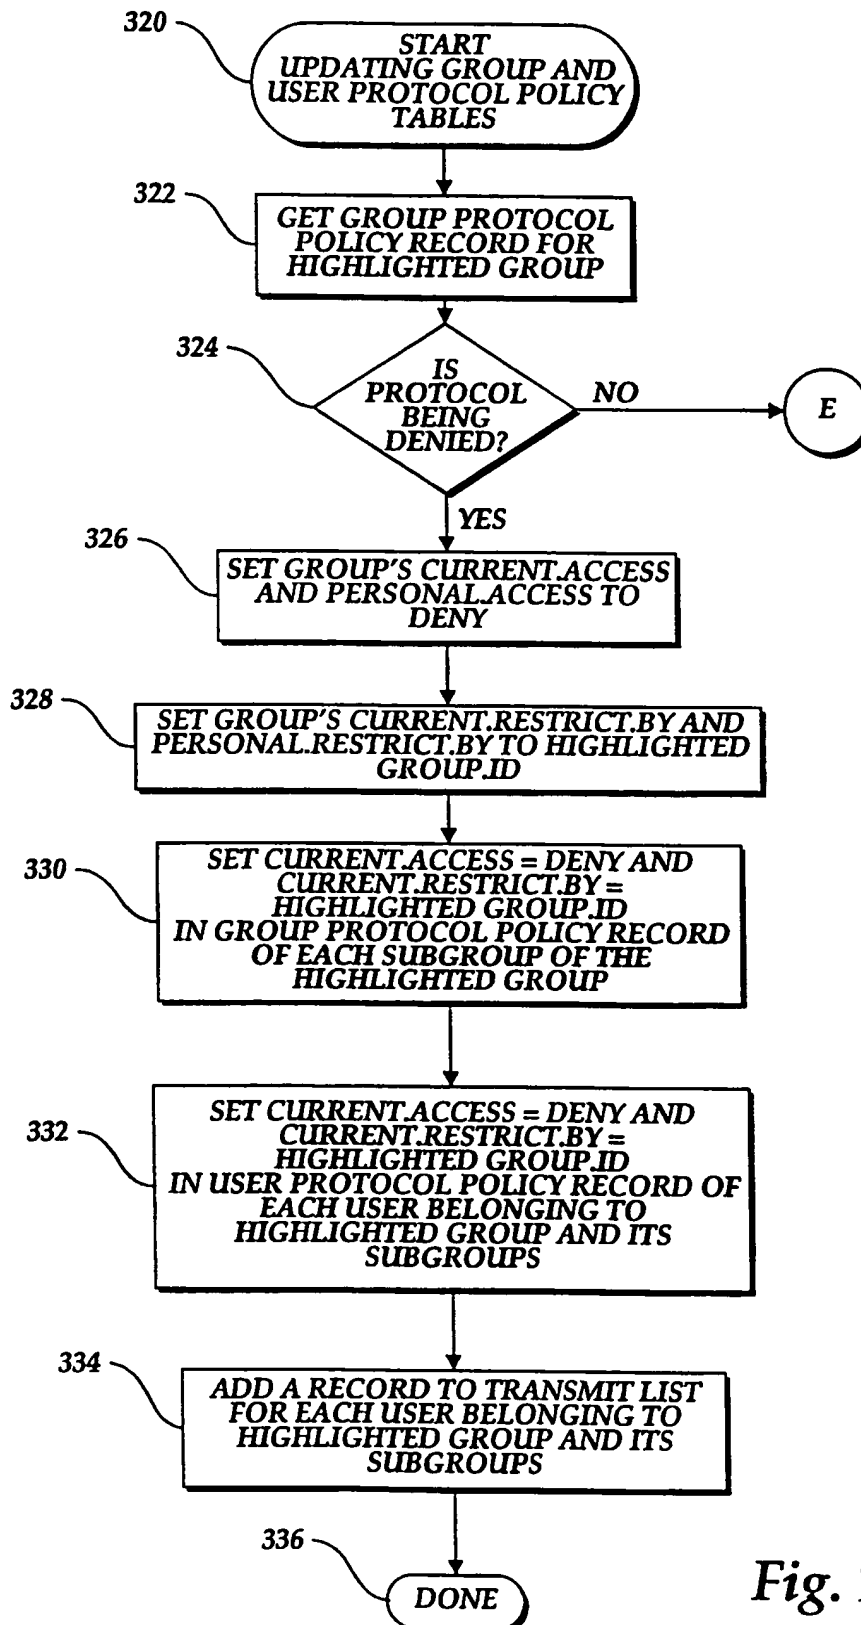 320
START
UPDATING GROUP AND
USER PROTOCOL POLICY
TABLES
322
GET GROUP PROTOCOL
POLICY RECORD FOR
HIGHLIGHTED GROUP
324
IS
PROTOCOL
BEING
DENIED?
NO
E
YES
326
SET GROUP'S CURRENT.ACCESS
AND PERSONAL.ACCESS TO
DENY
328
SET GROUP'S CURRENT.RESTRICT.BY AND
PERSONAL.RESTRICT.BY TO HIGHLIGHTED
GROUP.ID
330
SET CURRENT.ACCESS = DENY AND
CURRENT.RESTRICT.BY =
HIGHLIGHTED GROUP.ID
IN GROUP PROTOCOL POLICY RECORD
OF EACH SUBGROUP OF THE
HIGHLIGHTED GROUP
332
SET CURRENT.ACCESS = DENY AND
CURRENT.RESTRICT.BY =
HIGHLIGHTED GROUP.ID
IN USER PROTOCOL POLICY RECORD OF
EACH USER BELONGING TO
HIGHLIGHTED GROUP AND ITS
SUBGROUPS
334
ADD A RECORD TO TRANSMIT LIST
FOR EACH USER BELONGING TO
HIGHLIGHTED GROUP AND ITS
SUBGROUPS
336
DONE
Fig.